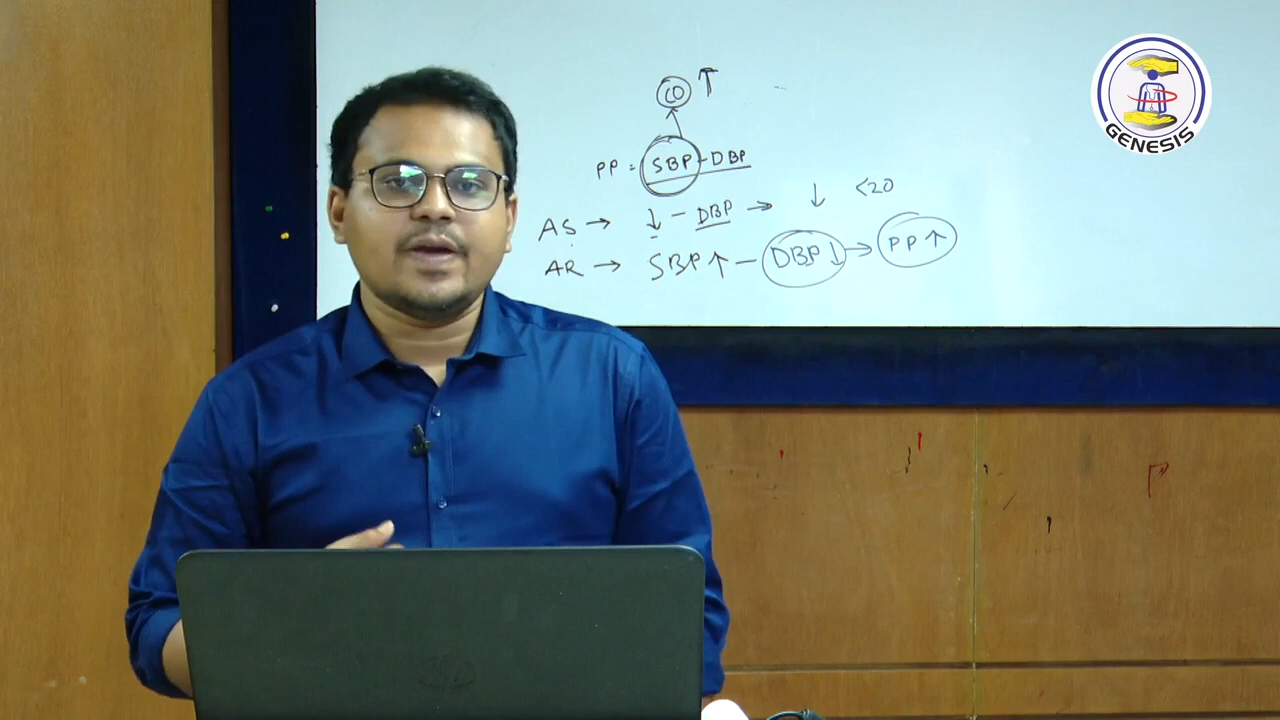 CO ↑
PP = SBP - DBP
AS → ↓ - DBP → ↓ <20
AR → SBP ↑ - DBP ↓ → PP ↑
GENESIS